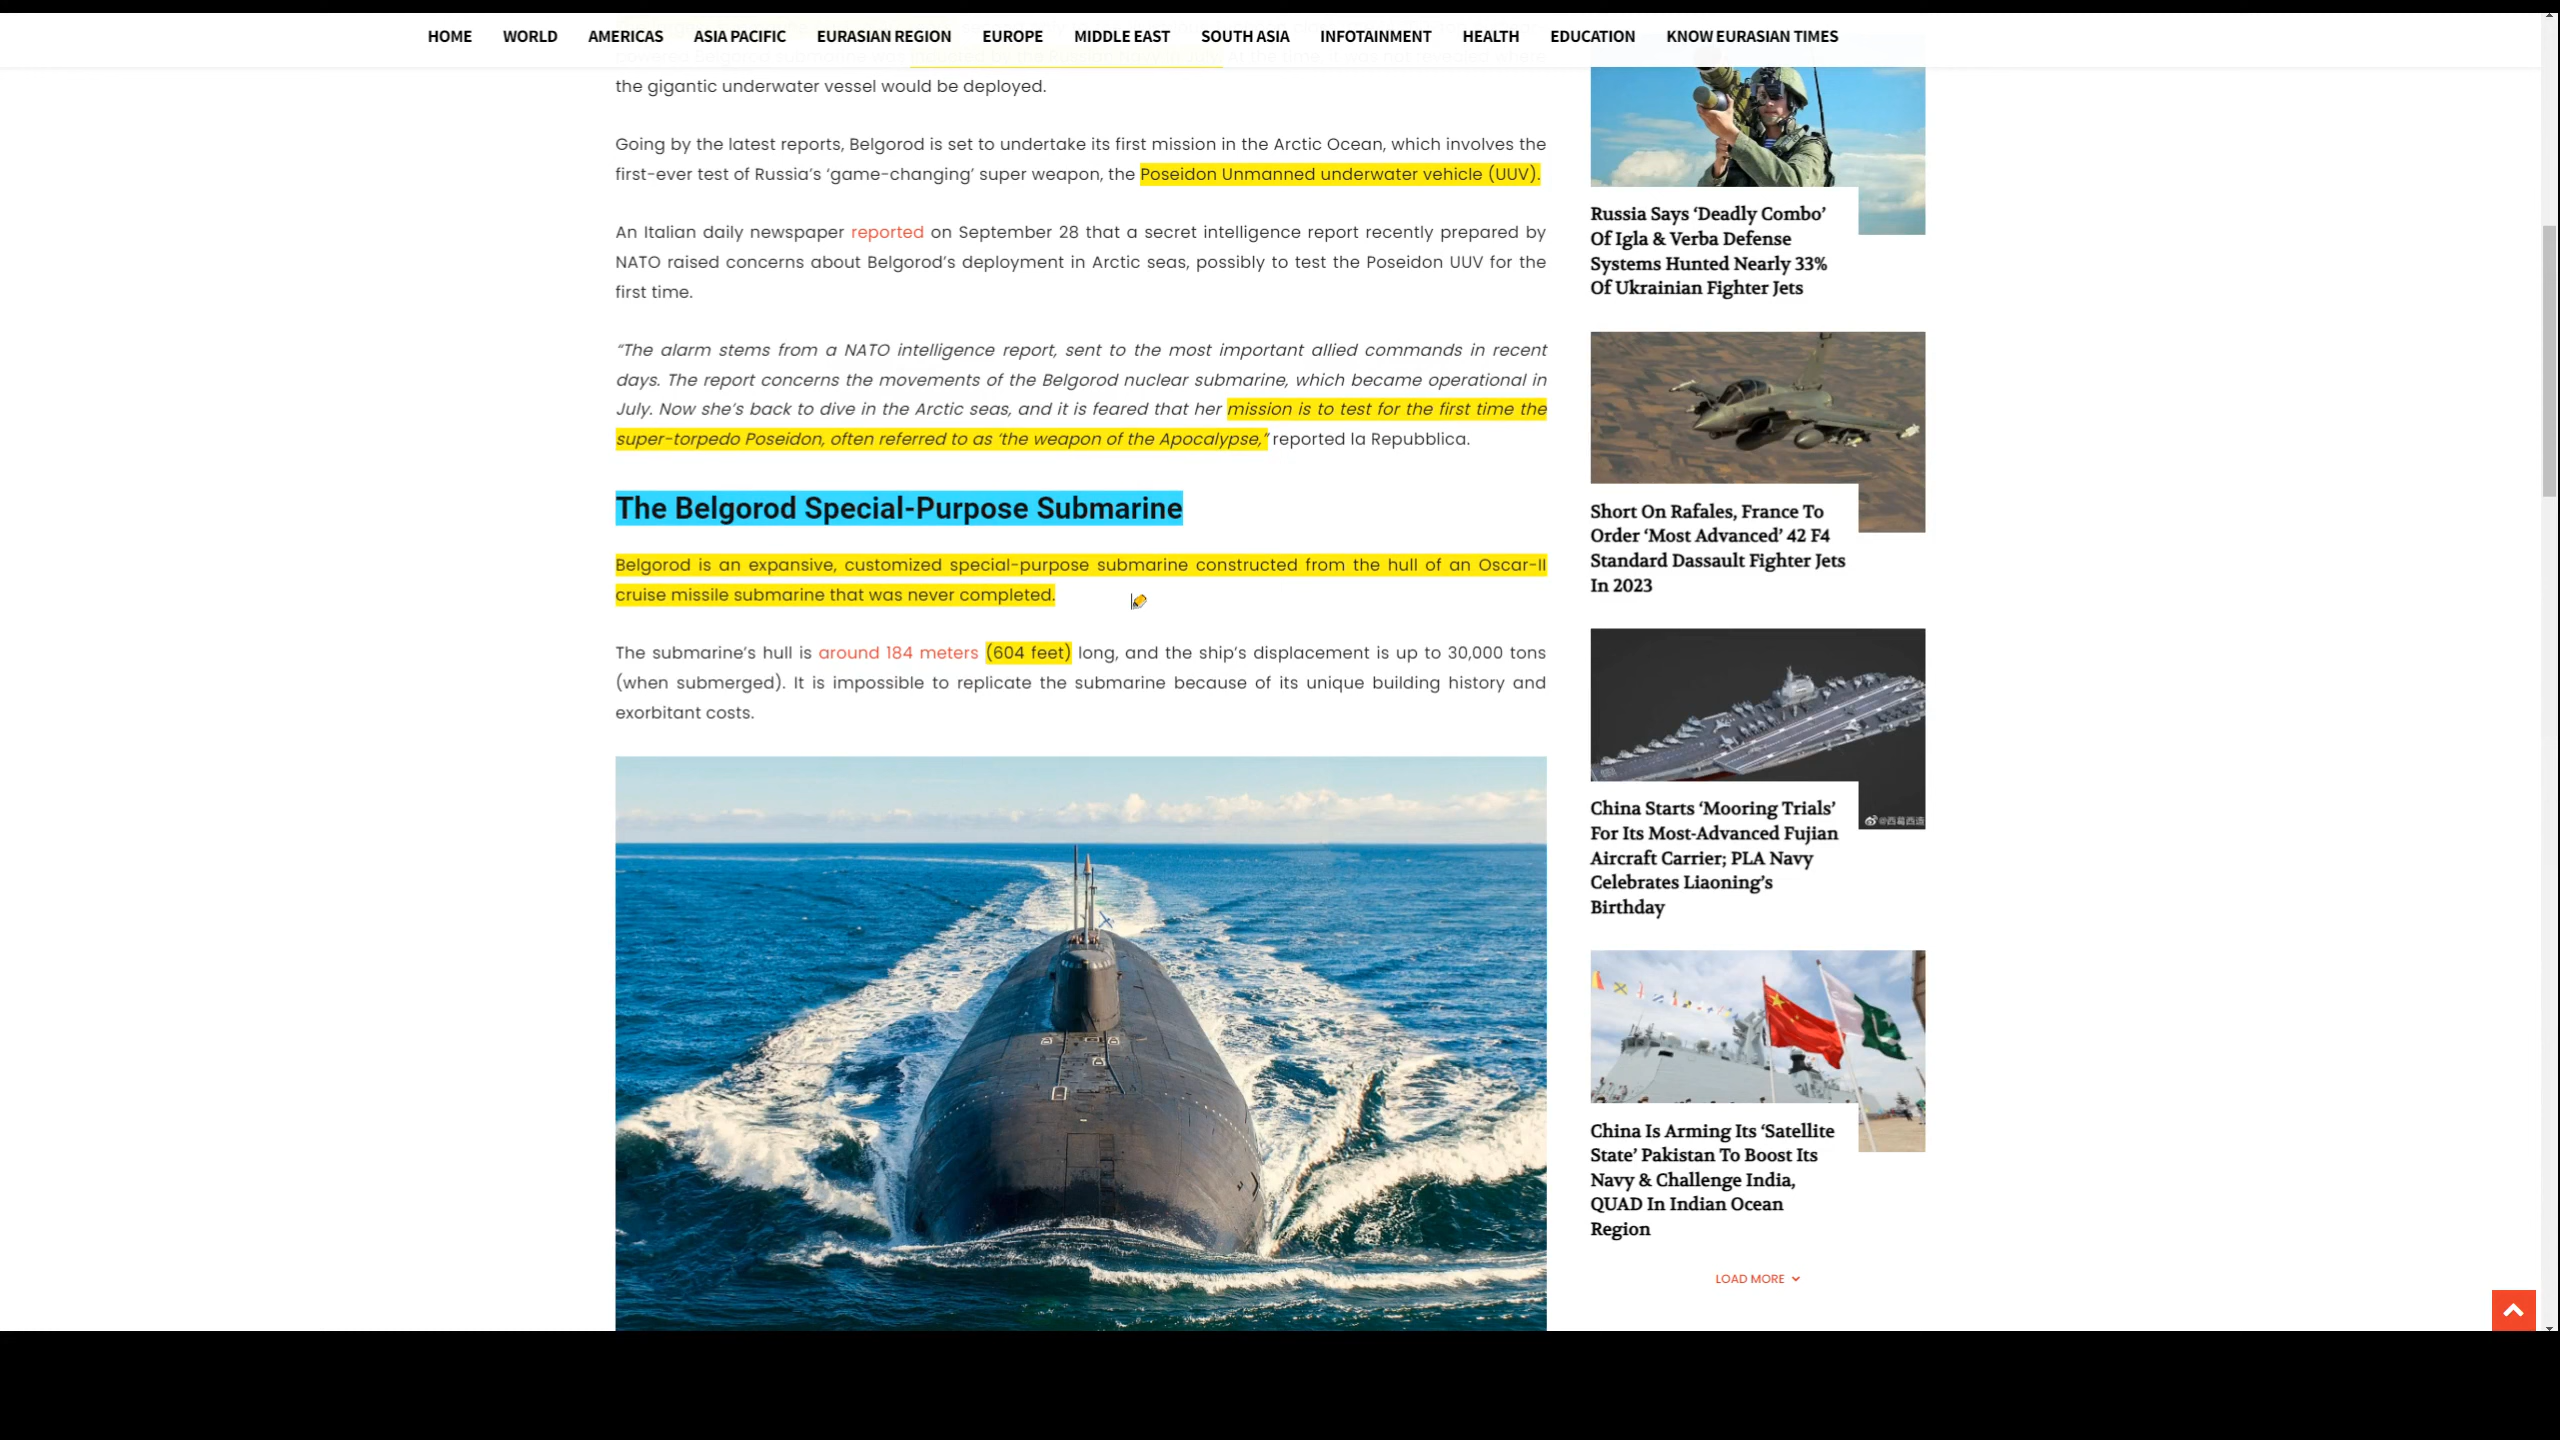 HOME WORLD AMERICAS ASIA PACIFIC EURASIAN REGION EUROPE MIDDLE EAST SOUTH ASIA INFOTAINMENT HEALTH EDUCATION KNOW EURASIAN TIMES
the gigantic underwater vessel would be deployed.
Going by the latest reports, Belgorod is set to undertake its first mission in the Arctic Ocean, which involves the
first-ever test of Russia’s ‘game-changing’ super weapon, the Poseidon Unmanned underwater vehicle (UUV).
An Italian daily newspaper reported on September 28 that a secret intelligence report recently prepared by
NATO raised concerns about Belgorod’s deployment in Arctic seas, possibly to test the Poseidon UUV for the
first time.
“The alarm stems from a NATO intelligence report, sent to the most important allied commands in recent
days. The report concerns the movements of the Belgorod nuclear submarine, which became operational in
July. Now she’s back to dive in the Arctic seas, and it is feared that her mission is to test for the first time the
super-torpedo Poseidon, often referred to as ‘the weapon of the Apocalypse,” reported la Repubblica.
The Belgorod Special-Purpose Submarine
Belgorod is an expansive, customized special-purpose submarine constructed from the hull of an Oscar-II
cruise missile submarine that was never completed.
The submarine’s hull is around 184 meters (604 feet) long, and the ship’s displacement is up to 30,000 tons
(when submerged). It is impossible to replicate the submarine because of its unique building history and
exorbitant costs.
Russia Says ‘Deadly Combo’
Of Igla & Verba Defense
Systems Hunted Nearly 33%
Of Ukrainian Fighter Jets
Short On Rafales, France To
Order ‘Most Advanced’ 42 F4
Standard Dassault Fighter Jets
In 2023
@西葛西造
China Starts ‘Mooring Trials’
For Its Most-Advanced Fujian
Aircraft Carrier; PLA Navy
Celebrates Liaoning’s
Birthday
China Is Arming Its ‘Satellite
State’ Pakistan To Boost Its
Navy & Challenge India,
QUAD In Indian Ocean
Region
LOAD MORE